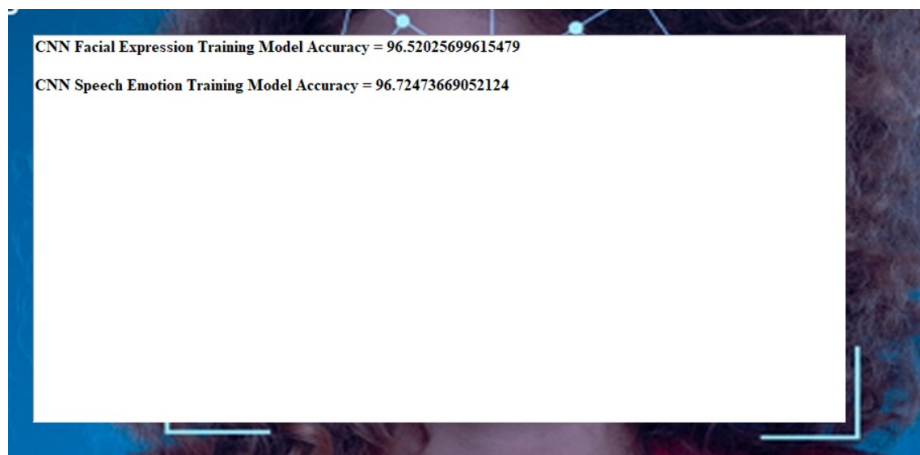 CNN Facial Expression Training Model Accuracy = 96.52025699615479
CNN Speech Emotion Training Model Accuracy = 96.72473669052124